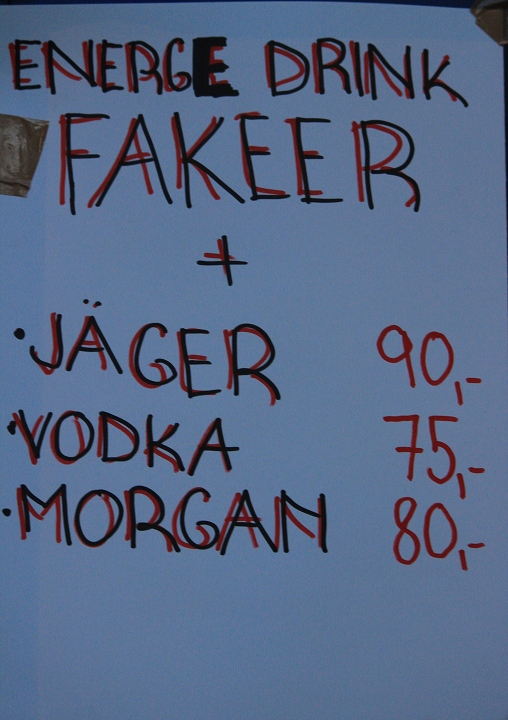 ENERGE DRINK
FAKEER
+
·JÄGER 90,-
·VODKA 75,-
·MORGAN 80,-